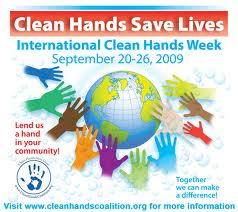 Clean Hands Save Lives
International Clean Hands Week
September 20-26, 2009
Lend us
a hand
in your
community!
Together
we can make
a difference!
Visit www.cleanhandscoalition.org for more information